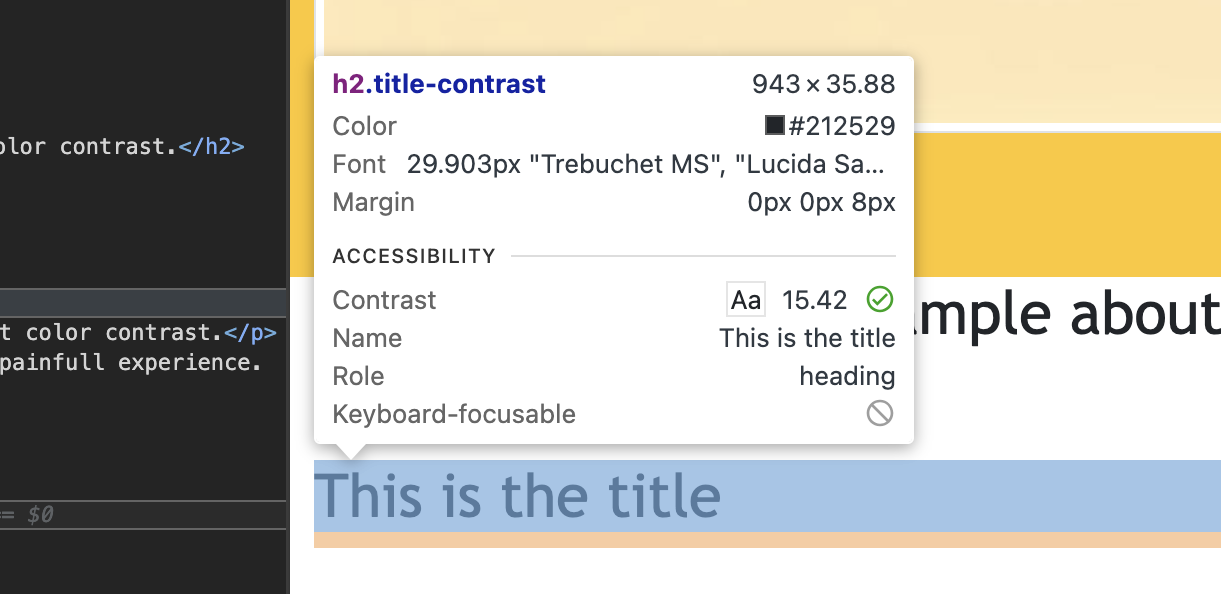 h2.title-contrast 943 × 35.88
Color #212529
Font 29.903px "Trebuchet MS", "Lucida Sa...
Margin 0px 0px 8px
ACCESSIBILITY
Contrast Aa 15.42
Name This is the title
Role heading
Keyboard-focusable
olor contrast.</h2>
t color contrast.</p>
painfull experience.
== $0
mple about
This is the title